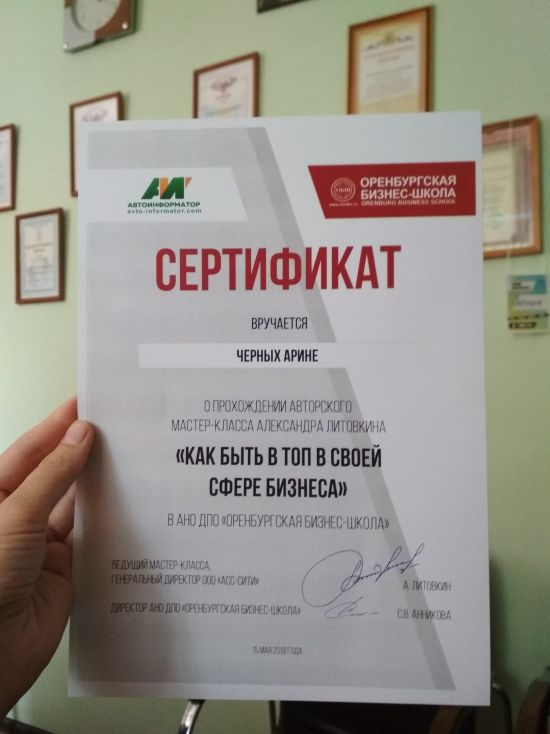 АВТОИНФОРМАТОР
avto-informator.com
ОРЕНБУРГСКАЯ
БИЗНЕС-ШКОЛА
ORENBURG BUSINESS SCHOOL
СЕРТИФИКАТ
ВРУЧАЕТСЯ
ЧЕРНЫХ АРИНЕ
О ПРОХОЖДЕНИИ АВТОРСКОГО
МАСТЕР-КЛАССА АЛЕКСАНДРА ЛИТОВКИНА
«КАК БЫТЬ В ТОП В СВОЕЙ
СФЕРЕ БИЗНЕСА»
В АНО ДПО «ОРЕНБУРГСКАЯ БИЗНЕС-ШКОЛА»
ВЕДУЩИЙ МАСТЕР-КЛАССА,
ГЕНЕРАЛЬНЫЙ ДИРЕКТОР ООО «АСС-СИТИ»
А. ЛИТОВКИН
ДИРЕКТОР АНО ДПО «ОРЕНБУРГСКАЯ БИЗНЕС-ШКОЛА»
С.В. АННИКОВА
15 МАЯ 2018 ГОДА